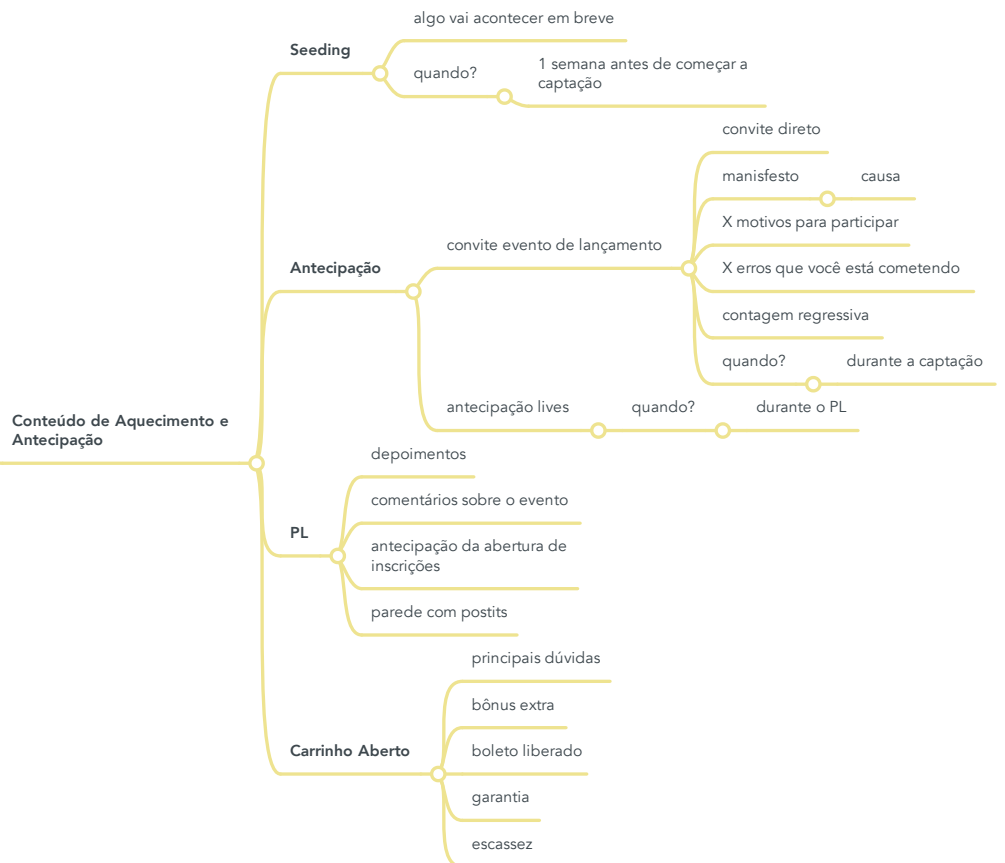 algo vai acontecer em breve
Seeding
quando?
1 semana antes de começar a
captação
convite direto
manisfesto
causa
X motivos para participar
convite evento de lançamento
Antecipação
X erros que você está cometendo
contagem regressiva
quando?
durante a captação
antecipação lives
quando?
durante o PL
Conteúdo de Aquecimento e
Antecipação
depoimentos
comentários sobre o evento
PL
antecipação da abertura de
inscrições
parede com postits
principais dúvidas
bônus extra
Carrinho Aberto
boleto liberado
garantia
escassez